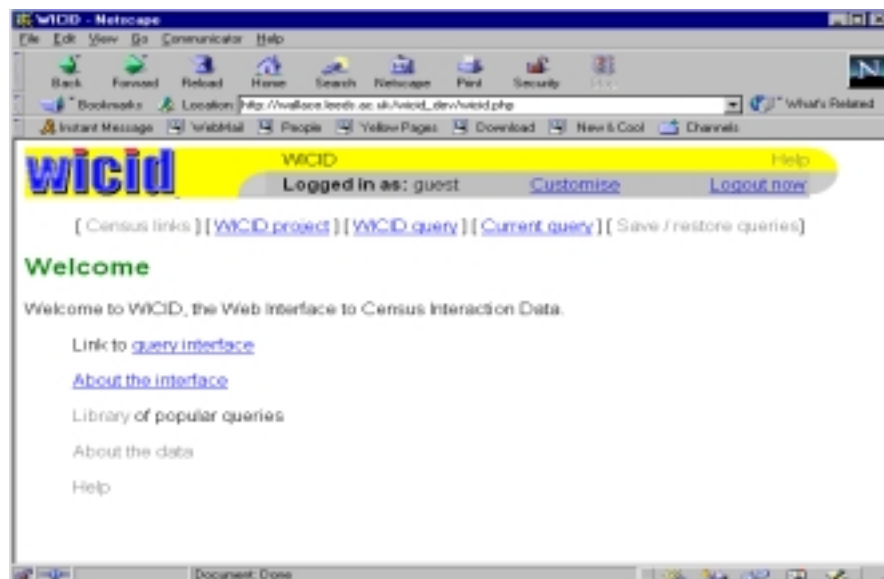 WICID - Netscape
File Edit View Go Communicator Help
Back Forward Reload Home Search Netscape Print Security Stop
Bookmarks Location: http://wallace.leeds.ac.uk/wicid_dev/wicid.php What's Related
Instant Message WebMail People Yellow Pages Download New & Cool Channels
wicid
WICID Help
Logged in as: guest Customise Logout now
[ Census links ] [ WICID project ] [ WICID query ] [ Current query ] [ Save / restore queries]
Welcome
Welcome to WICID, the Web Interface to Census Interaction Data.
Link to query interface
About the interface
Library of popular queries
About the data
Help
Document: Done